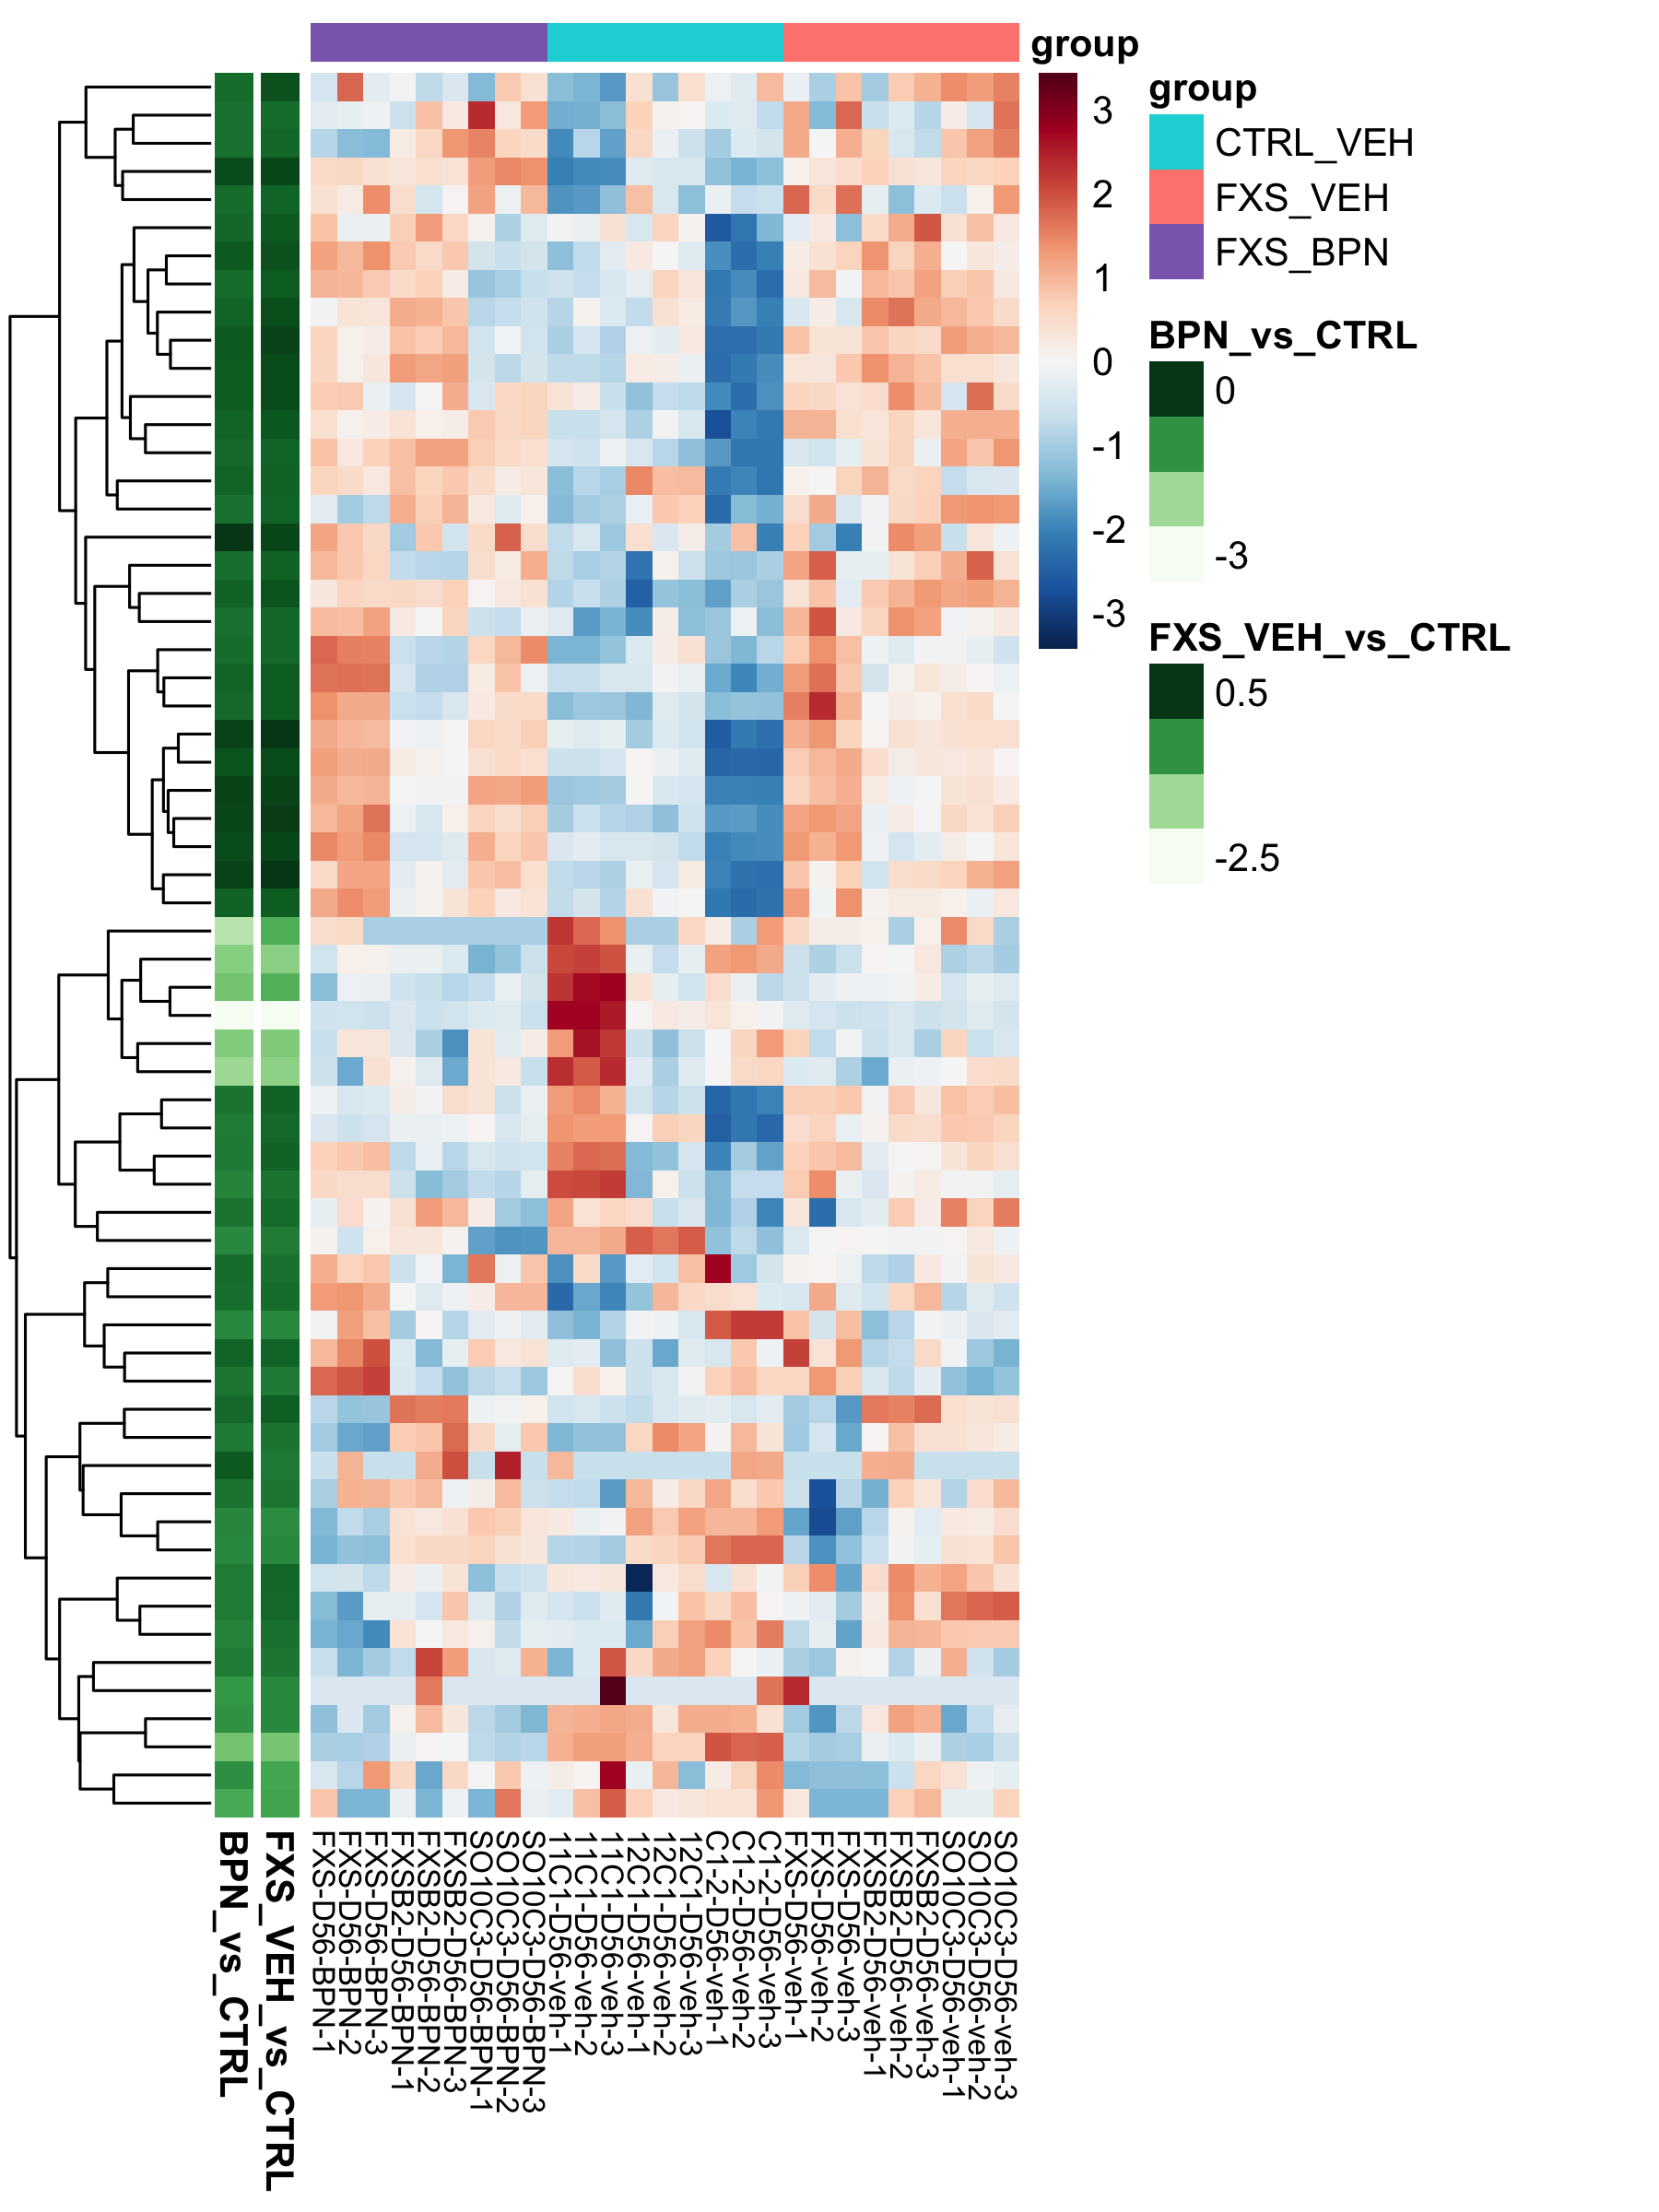 group
3
2
1
0
-1
-2
-3
group
CTRL_VEH
FXS_VEH
FXS_BPN
BPN_vs_CTRL
0
-3
FXS_VEH_vs_CTRL
0.5
-2.5
BPN_vs_CTRL
FXS_VEH_vs_CTRL
FXS-D56-BPN-1
FXS-D56-BPN-2
FXS-D56-BPN-3
FXSB2-D56-BPN-1
FXSB2-D56-BPN-2
FXSB2-D56-BPN-3
SO10C3-D56-BPN-1
SO10C3-D56-BPN-2
SO10C3-D56-BPN-3
11C1-D56-veh-1
11C1-D56-veh-2
11C1-D56-veh-3
12C1-D56-veh-1
12C1-D56-veh-2
12C1-D56-veh-3
C1-2-D56-veh-1
C1-2-D56-veh-2
C1-2-D56-veh-3
FXS-D56-veh-1
FXS-D56-veh-2
FXS-D56-veh-3
FXSB2-D56-veh-1
FXSB2-D56-veh-2
FXSB2-D56-veh-3
SO10C3-D56-veh-1
SO10C3-D56-veh-2
SO10C3-D56-veh-3